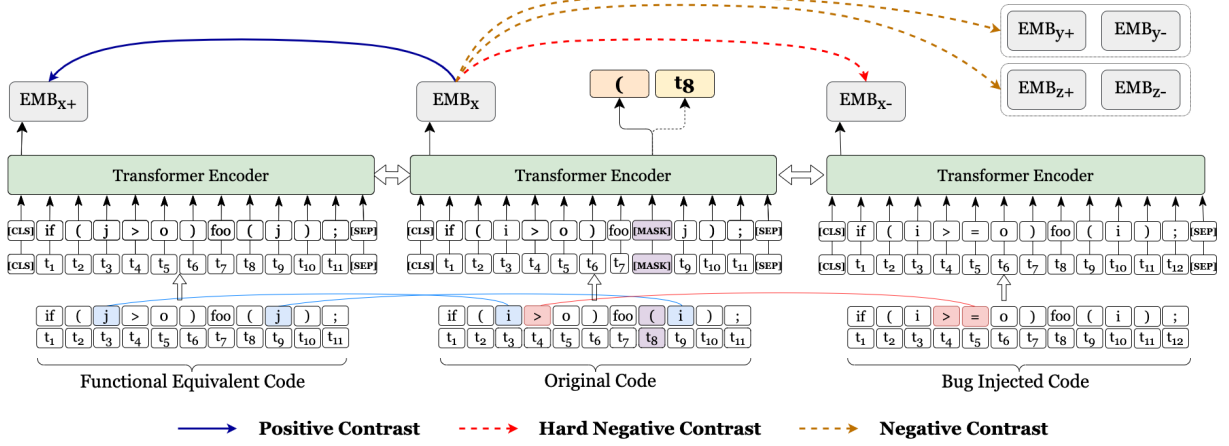 EMBy+ EMBy-
EMBz+ EMBz-
EMBx+ EMBx ( t8 EMBx-
Transformer Encoder Transformer Encoder Transformer Encoder
[CLS] if ( j > 0 ) foo ( j ) ; [SEP] [CLS] if ( i > 0 ) foo [MASK] j ) ; [SEP] [CLS] if ( i > = 0 ) foo ( i ) ; [SEP]
[CLS] t1 t2 t3 t4 t5 t6 t7 t8 t9 t10 t11 [SEP] [CLS] t1 t2 t3 t4 t5 t6 t7 [MASK] t9 t10 t11 [SEP] [CLS] t1 t2 t3 t4 t5 t6 t7 t8 t9 t10 t11 t12 [SEP]
if ( j > 0 ) foo ( j ) ; if ( i > 0 ) foo ( i ) ; if ( i > = 0 ) foo ( i ) ;
t1 t2 t3 t4 t5 t6 t7 t8 t9 t10 t11 t1 t2 t3 t4 t5 t6 t7 t8 t9 t10 t11 t1 t2 t3 t4 t5 t6 t7 t8 t9 t10 t11 t12
Functional Equivalent Code Original Code Bug Injected Code
Positive Contrast Hard Negative Contrast Negative Contrast